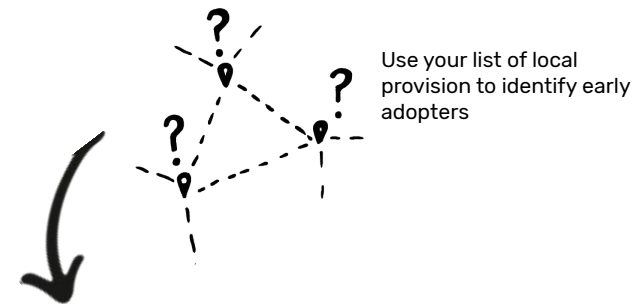 ?
?
?
Use your list of local
provision to identify early
adopters